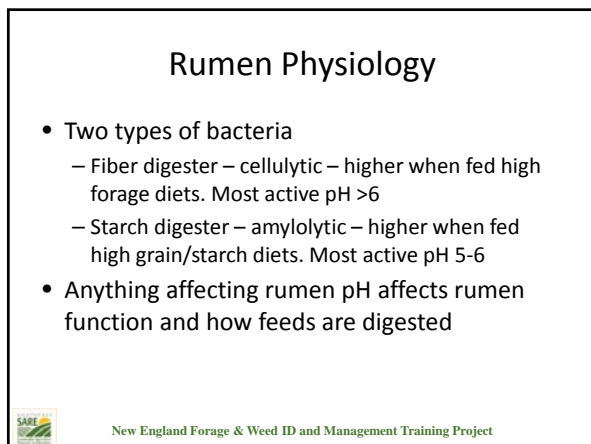 Rumen Physiology
• Two types of bacteria
– Fiber digester – cellulytic – higher when fed high
forage diets. Most active pH >6
– Starch digester – amylolytic – higher when fed
high grain/starch diets. Most active pH 5-6
• Anything affecting rumen pH affects rumen
function and how feeds are digested
SARE
New England Forage & Weed ID and Management Training Project